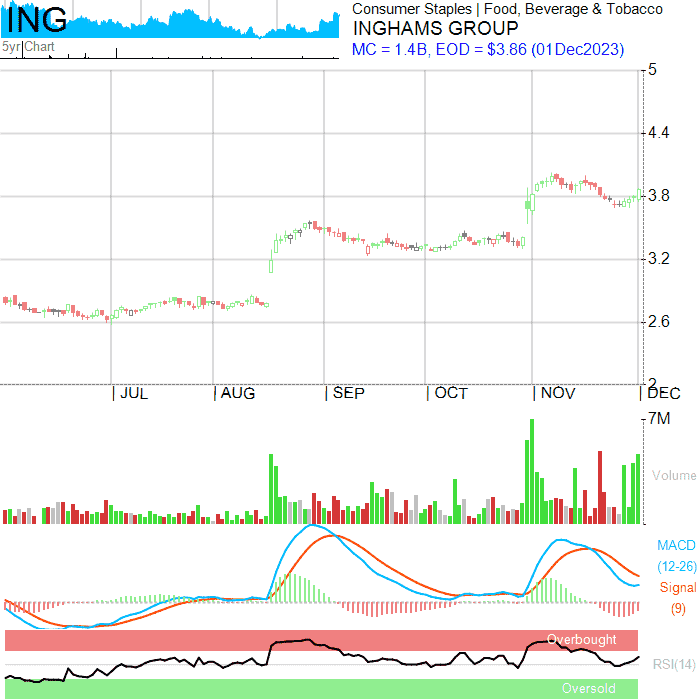 ING
Consumer Staples | Food, Beverage & Tobacco
INGHAMS GROUP
5yr Chart
MC = 1.4B, EOD = $3.86 (01Dec2023)
5
4.4
3.8
3.2
2.6
2
| JUL | AUG | SEP | OCT | NOV | DEC
7M
Volume
MACD
(12-26)
Signal
(9)
Overbought
RSI(14)
Oversold